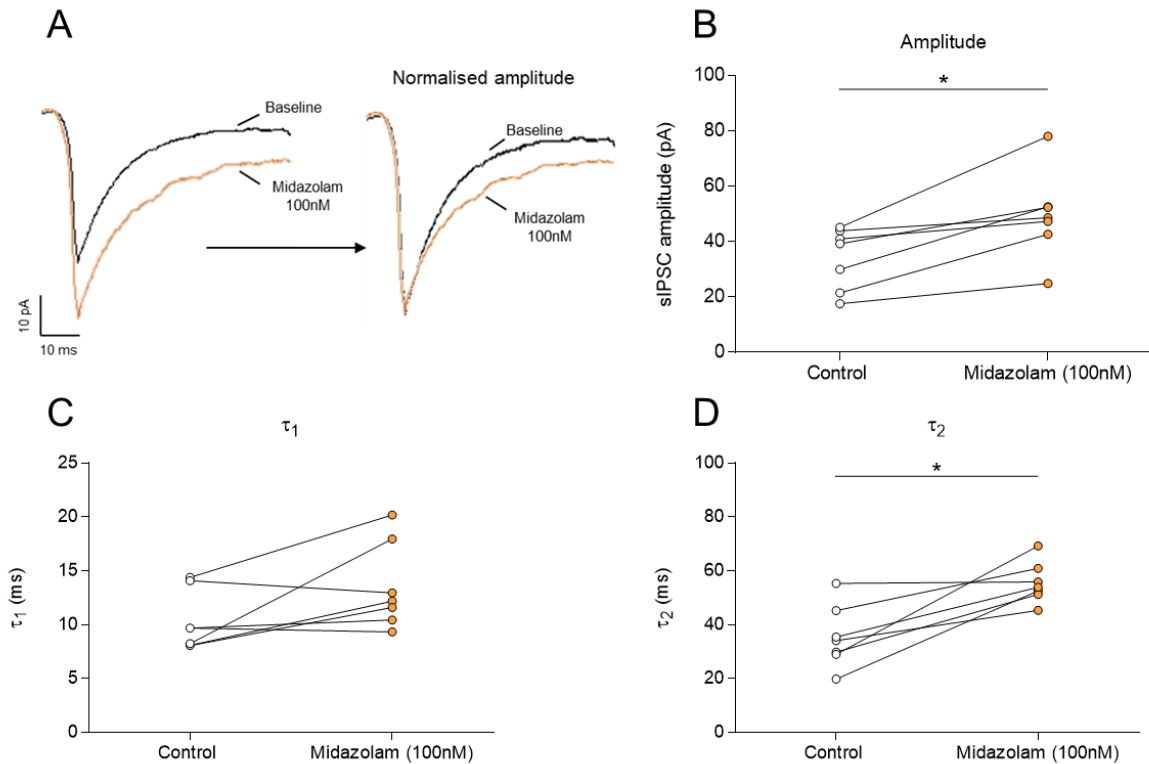 A
Normalised amplitude
Baseline
Midazolam
100nM
Baseline
Midazolam
100nM
10 pA
10 ms
B
Amplitude
*
sIPSC amplitude (pA)
100
80
60
40
20
0
Control
Midazolam (100nM)
C
τ1
τ1 (ms)
25
20
15
10
5
0
Control
Midazolam (100nM)
D
τ2
*
τ2 (ms)
100
80
60
40
20
0
Control
Midazolam (100nM)